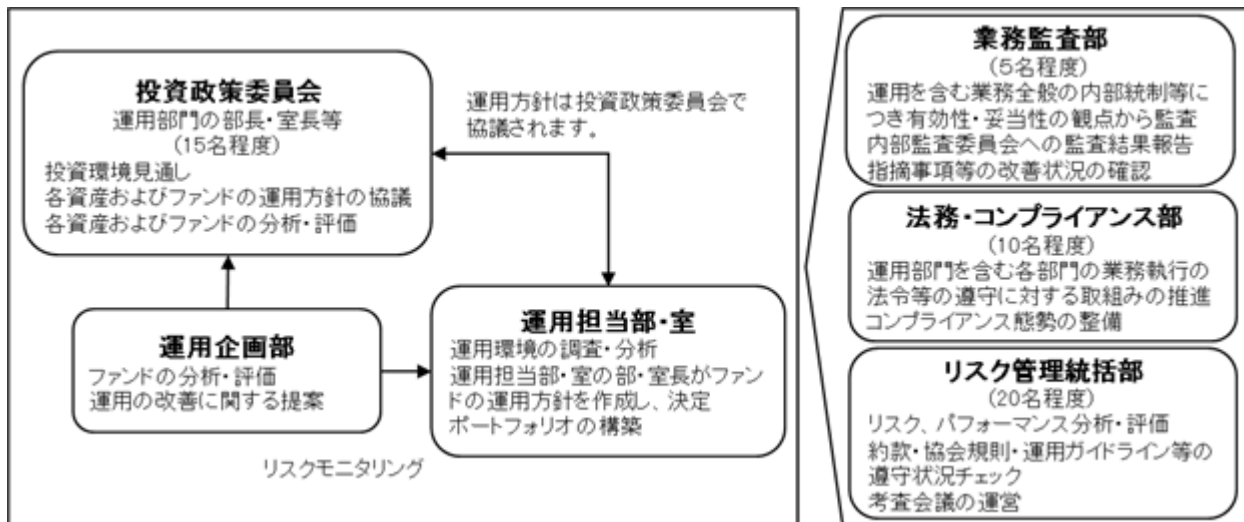 投資政策委員会
運用部門の部長・室長等
(15名程度)
投資環境見通し
各資産およびファンドの運用方針の協議
各資産およびファンドの分析・評価
運用方針は投資政策委員会で
協議されます。
運用企画部
ファンドの分析・評価
運用の改善に関する提案
運用担当部・室
運用環境の調査・分析
運用担当部・室の部・室長がファン
ドの運用方針を作成し、決定
ポートフォリオの構築
リスクモニタリング
業務監査部
(5名程度)
運用を含む業務全般の内部統制等に
つき有効性・妥当性の観点から監査
内部監査委員会への監査結果報告
指摘事項等の改善状況の確認
法務・コンプライアンス部
(10名程度)
運用部門を含む各部門の業務執行の
法令等の遵守に対する取組みの推進
コンプライアンス態勢の整備
リスク管理統括部
(20名程度)
リスク、パフォーマンス分析・評価
約款・協会規則・運用ガイドライン等の
遵守状況チェック
考査会議の運営